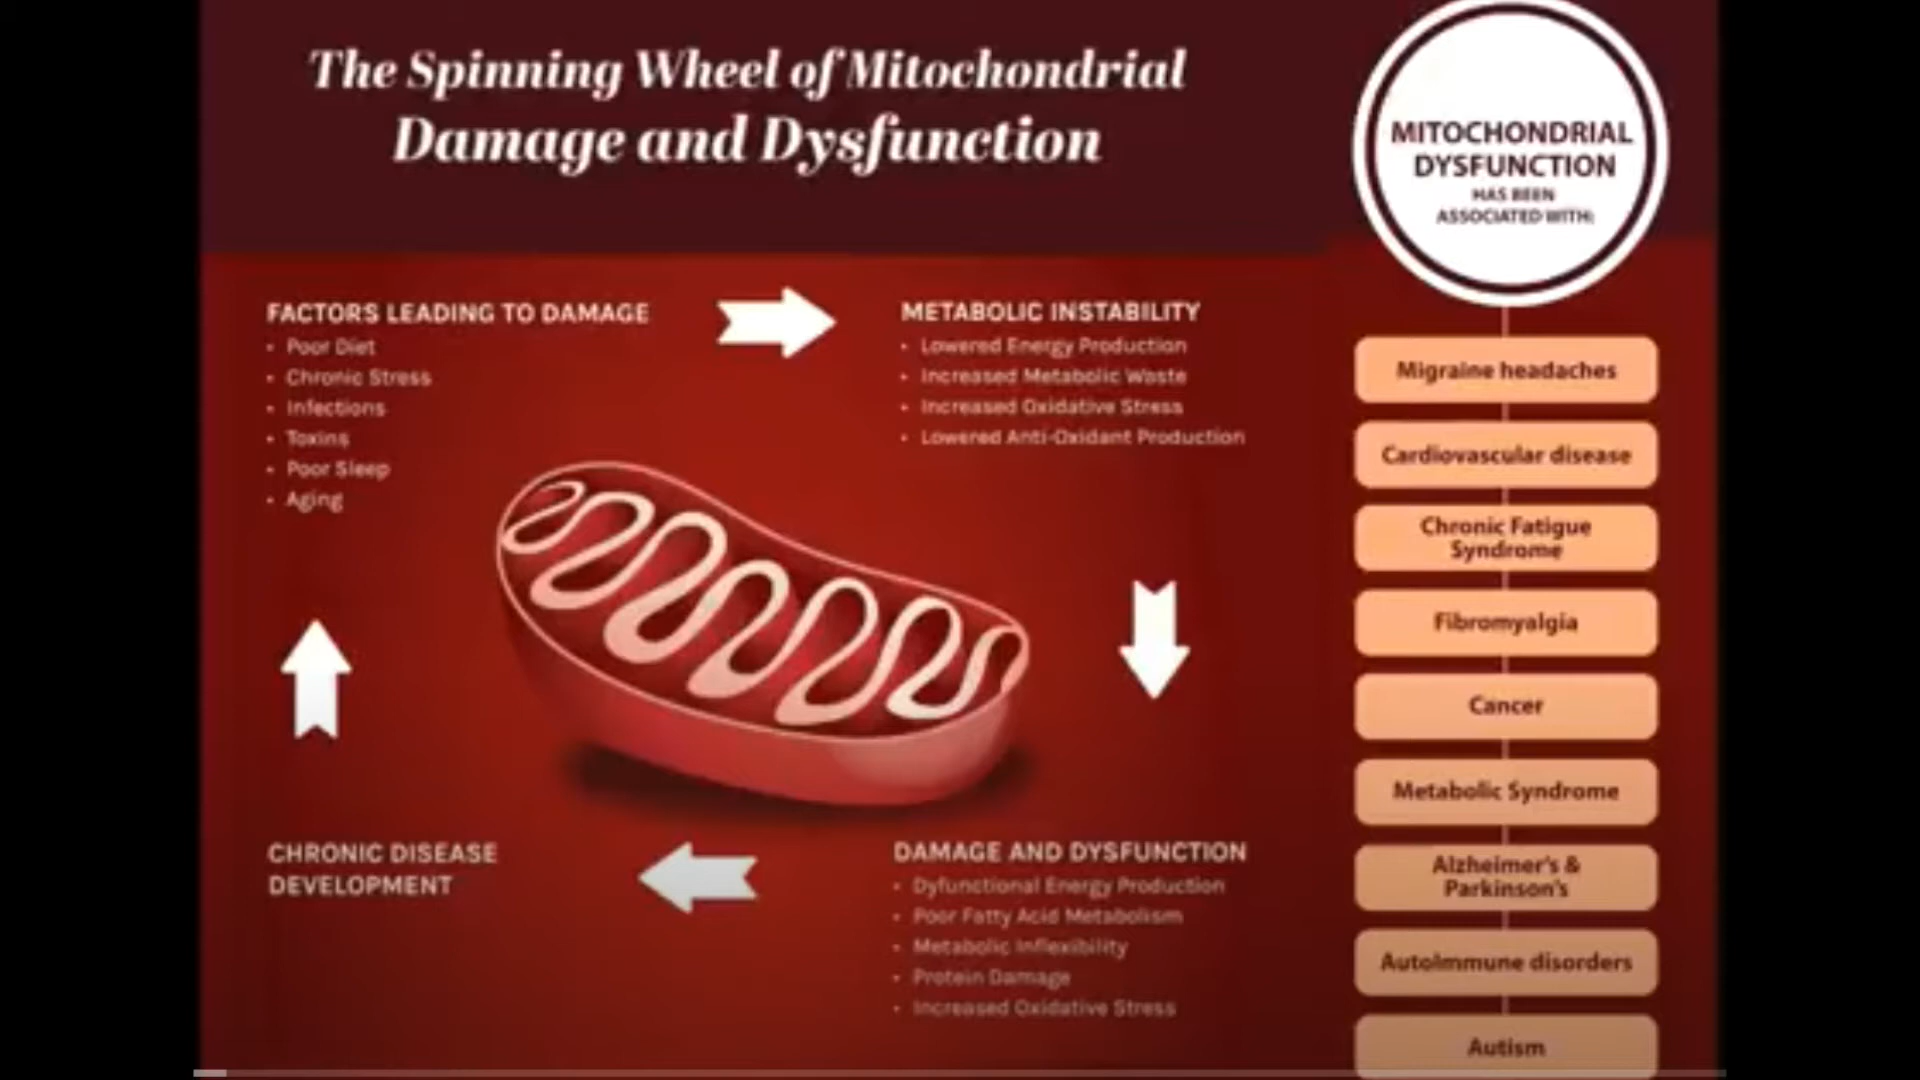 The Spinning Wheel of Mitochondrial
Damage and Dysfunction
FACTORS LEADING TO DAMAGE
• Poor Diet
• Chronic Stress
• Infections
• Toxins
• Poor Sleep
• Aging
METABOLIC INSTABILITY
• Lowered Energy Production
• Increased Metabolic Waste
• Increased Oxidative Stress
• Lowered Anti-Oxidant Production
CHRONIC DISEASE
DEVELOPMENT
DAMAGE AND DYSFUNCTION
• Dyfunctional Energy Production
• Poor Fatty Acid Metabolism
• Metabolic Inflexibility
• Protein Damage
• Increased Oxidative Stress
MITOCHONDRIAL
DYSFUNCTION
HAS BEEN
ASSOCIATED WITH:
Migraine headaches
Cardiovascular disease
Chronic Fatigue
Syndrome
Fibromyalgia
Cancer
Metabolic Syndrome
Alzheimer's &
Parkinson's
AutoImmune disorders
Autism